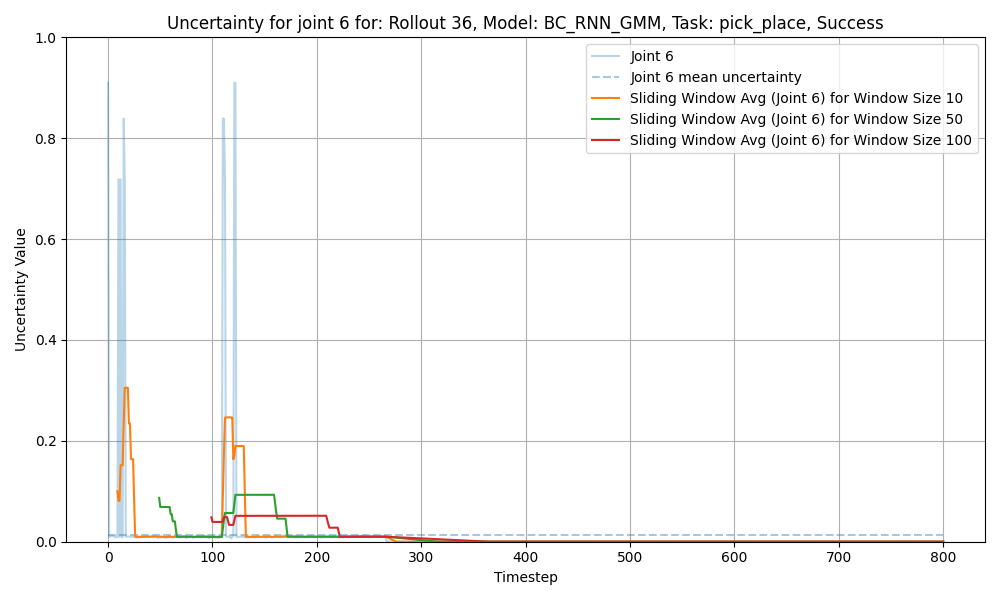 Uncertainty for joint 6 for: Rollout 36, Model: BC_RNN_GMM, Task: pick_place, Success
Uncertainty Value
1.0
0.8
0.6
0.4
0.2
0.0
Joint 6
Joint 6 mean uncertainty
Sliding Window Avg (Joint 6) for Window Size 10
Sliding Window Avg (Joint 6) for Window Size 50
Sliding Window Avg (Joint 6) for Window Size 100
0 100 200 300 400 500 600 700 800
Timestep